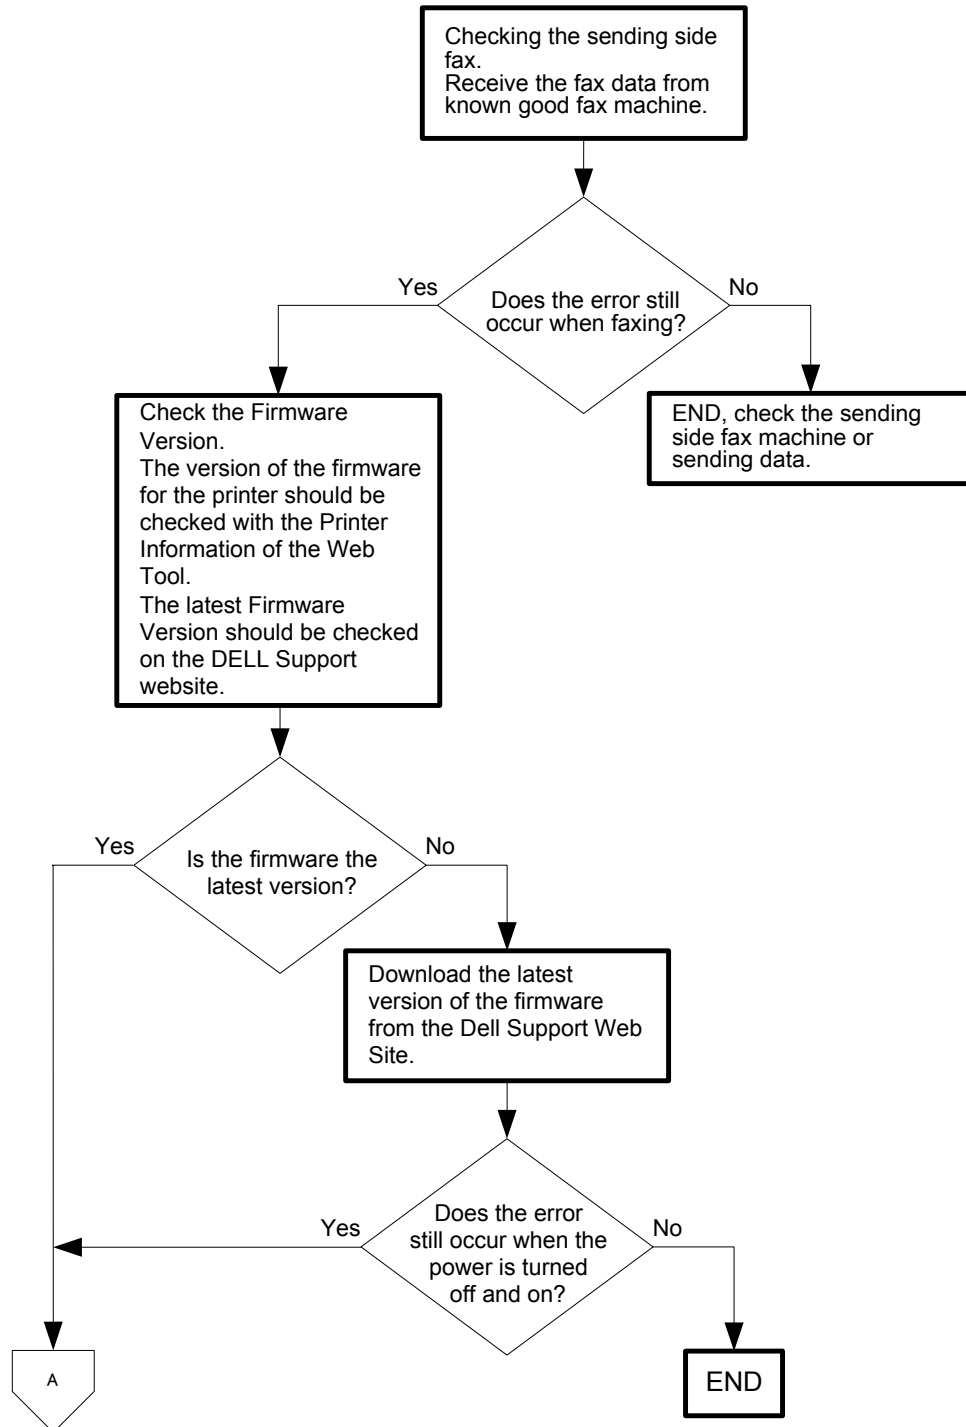 Checking the sending side
fax.
Receive the fax data from
known good fax machine.
Yes
No
Does the error still
occur when faxing?
Check the Firmware
Version.
The version of the firmware
for the printer should be
checked with the Printer
Information of the Web
Tool.
The latest Firmware
Version should be checked
on the DELL Support
website.
END, check the sending
side fax machine or
sending data.
Yes
No
Is the firmware the
latest version?
Download the latest
version of the firmware
from the Dell Support Web
Site.
Yes
No
Does the error
still occur when the
power is turned
off and on?
A
END